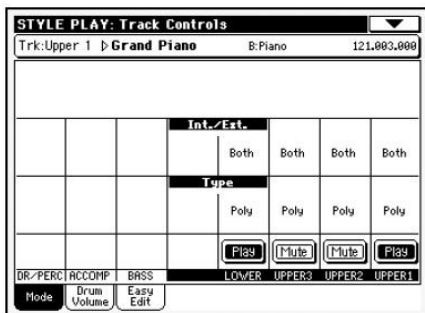 STYLE PLAY: Track Controls
Trk:Upper 1 ▷Grand Piano B:Piano 121.003.000
Int./Ext.
Both Both Both Both
Type
Poly Poly Poly Poly
Play Mute Mute Play
DR/PERC ACCOMP BASS LOWER UPPER3 UPPER2 UPPER1
Mode Drum Volume Easy Edit